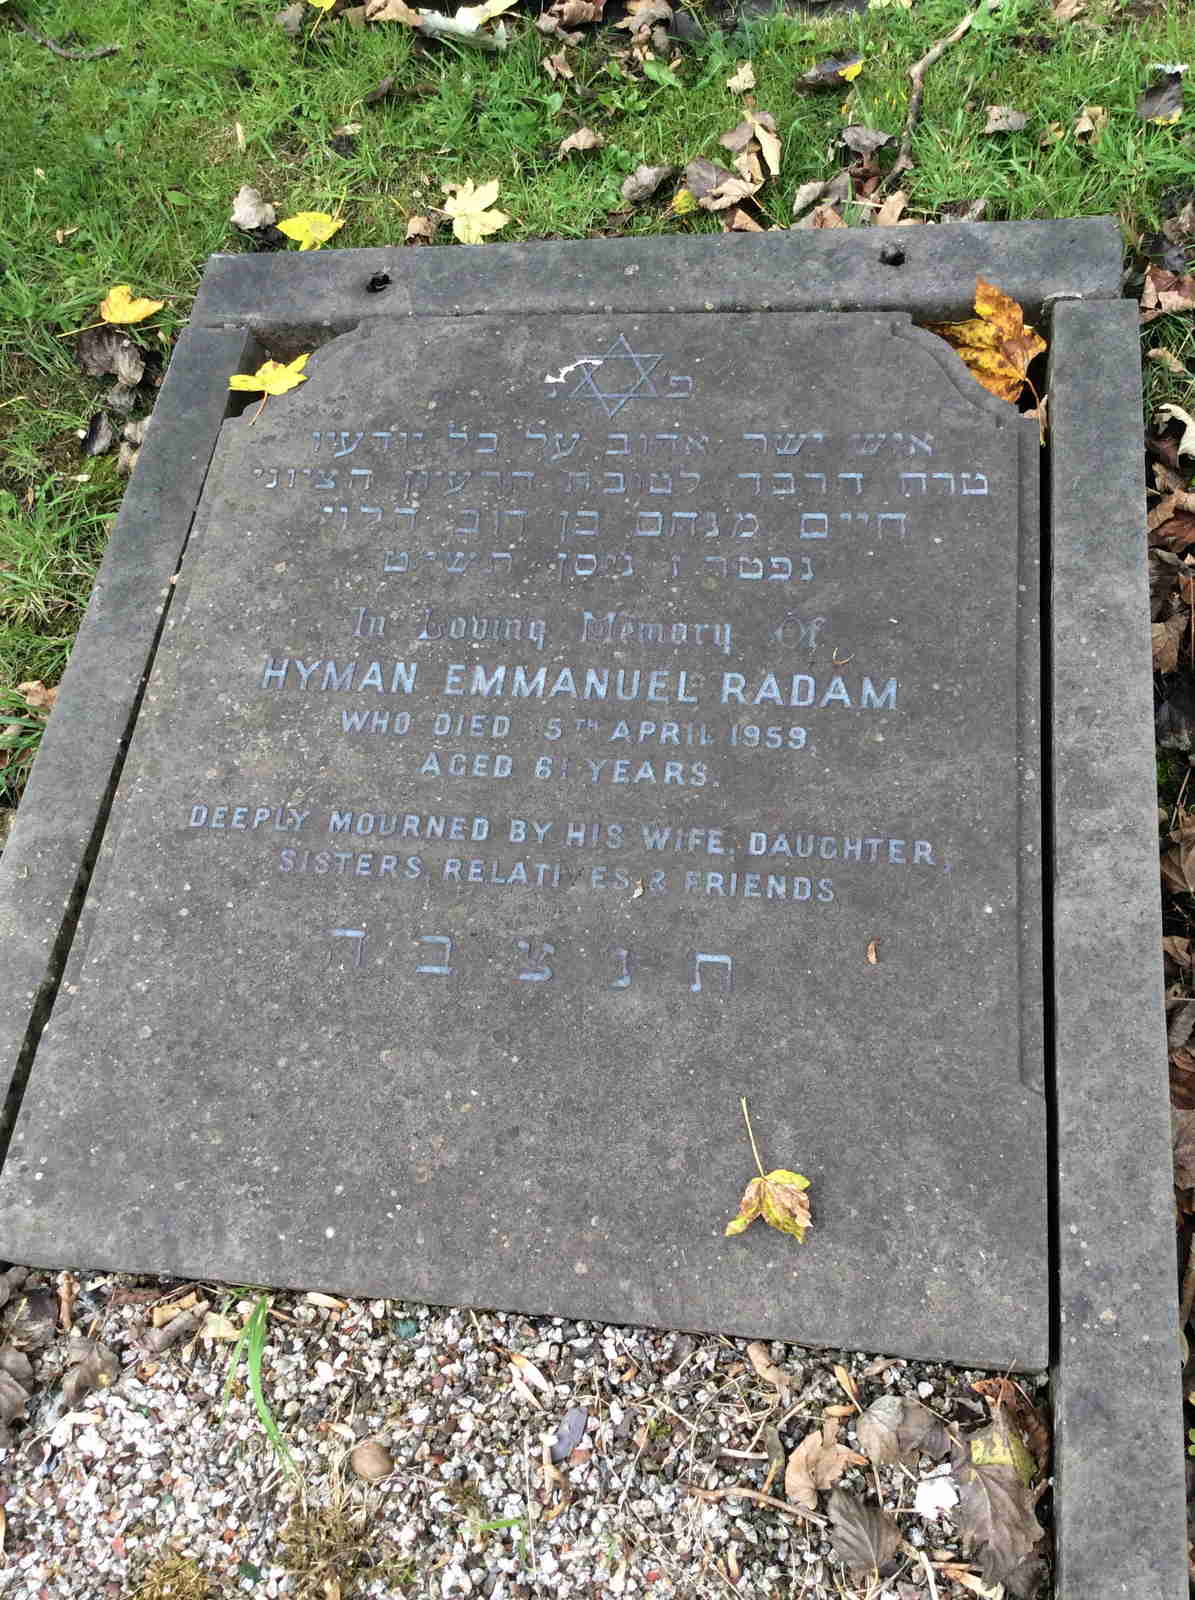 פ נ
איש ישר אהוב על כל יודעיו
טרח הרבה לטובת הרעיון הציוני
חיים מנחם בן דוב הלוי
נפטר ז ניסן תשי"ט
In Loving Memory Of
HYMAN EMMANUEL RADAM
WHO DIED 15TH APRIL 1959,
AGED 61 YEARS.
DEEPLY MOURNED BY HIS WIFE, DAUGHTER,
SISTERS, RELATIVES & FRIENDS
ת נ צ ב ה